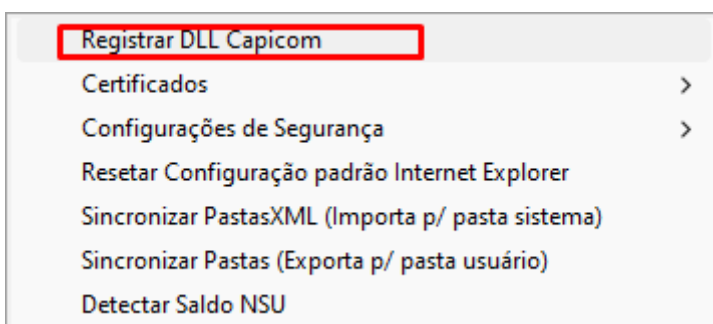 Registrar DLL Capicom
Certificados
Configurações de Segurança
Resetar Configuração padrão Internet Explorer
Sincronizar PastasXML (Importa p/ pasta sistema)
Sincronizar Pastas (Exporta p/ pasta usuário)
Detectar Saldo NSU